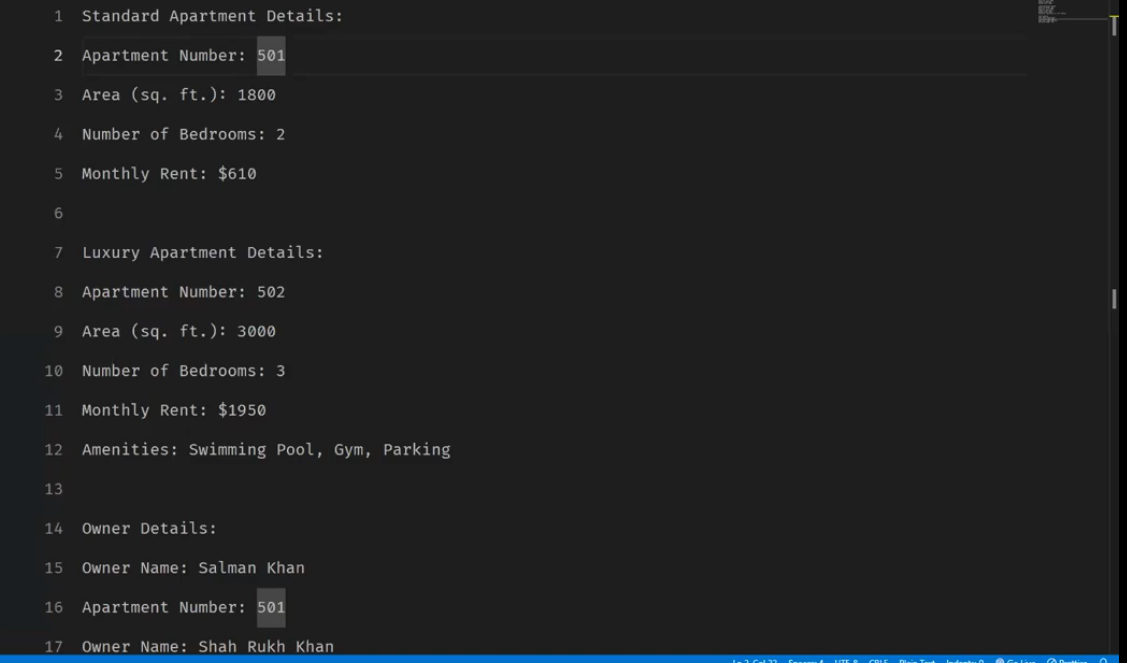 1 Standard Apartment Details:
2 Apartment Number: 501
3 Area (sq. ft.): 1800
4 Number of Bedrooms: 2
5 Monthly Rent: $610
6
7 Luxury Apartment Details:
8 Apartment Number: 502
9 Area (sq. ft.): 3000
10 Number of Bedrooms: 3
11 Monthly Rent: $1950
12 Amenities: Swimming Pool, Gym, Parking
13
14 Owner Details:
15 Owner Name: Salman Khan
16 Apartment Number: 501
17 Owner Name: Shah Rukh Khan